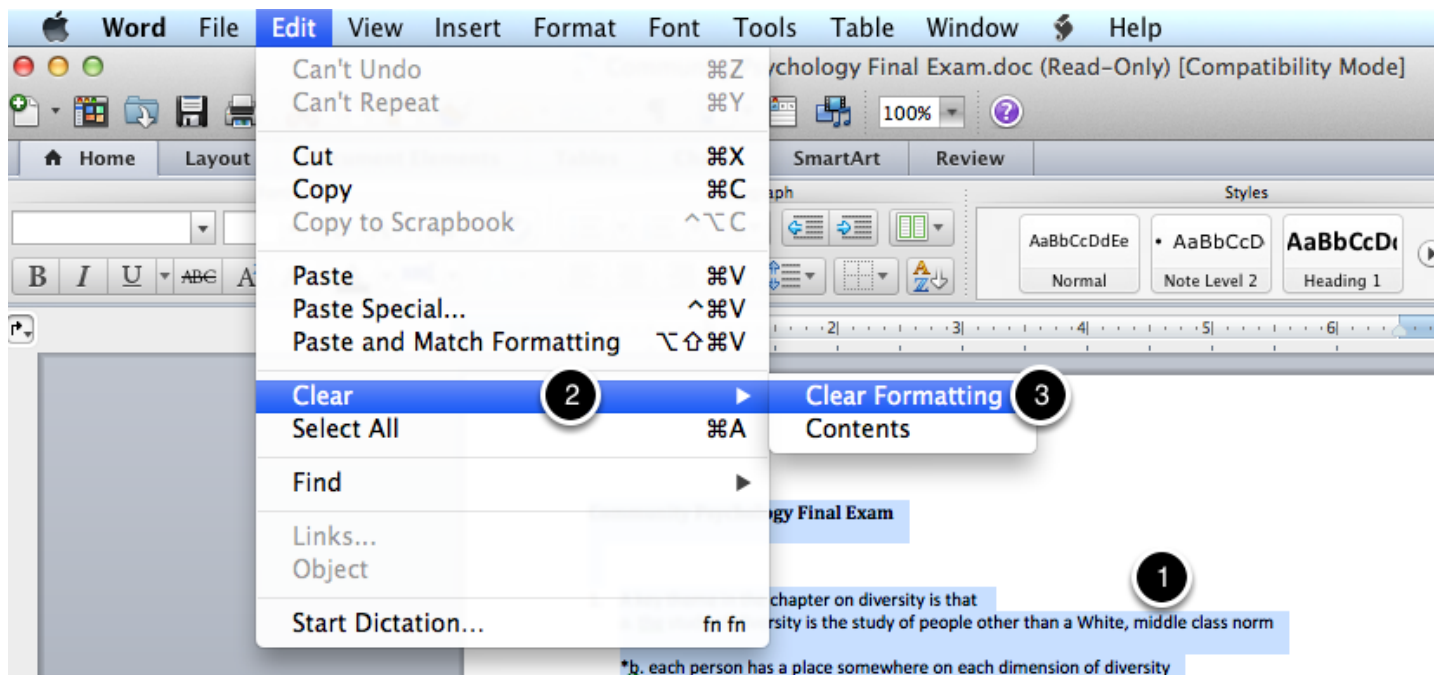 Word File Edit View Insert Format Font Tools Table Window Help
ychology Final Exam.doc (Read-Only) [Compatibility Mode]
100% ?
Home Layout SmartArt Review
aph Styles
AaBbCcDdEe • AaBbCcD AaBbCcD
B I U ABC A
Normal Note Level 2 Heading 1
2 3 4 5 6
Can't Undo ⌘Z
Can't Repeat ⌘Y
Cut ⌘X
Copy ⌘C
Copy to Scrapbook ^⌥C
Paste ⌘V
Paste Special... ^⌘V
Paste and Match Formatting ⌥⇧⌘V
Clear 2 ▶
Select All ⌘A
Find ▶
Links...
Object
Start Dictation... fn fn
Clear Formatting 3
Contents
Community Psychology Final Exam
1
chapter on diversity is that
rsity is the study of people other than a White, middle class norm
*b. each person has a place somewhere on each dimension of diversity